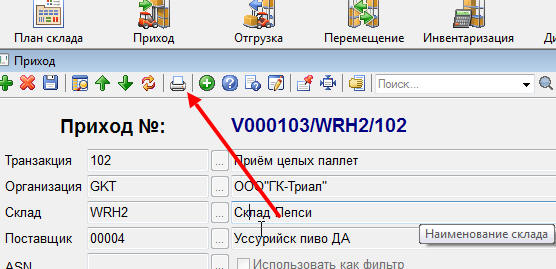 План склада Приход Отгрузка Перемещение Инвентаризация
Приход
Поиск...
Приход №: V000103/WRH2/102
Транзакция 102 ... Приём целых паллет
Организация GKT ... ООО"ГК-Триал"
Склад WRH2 ... Склад Пепси
Поставщик 00004 ... Уссурийск пиво ДА
Наименование склада
ASN ... Использовать как фильтр